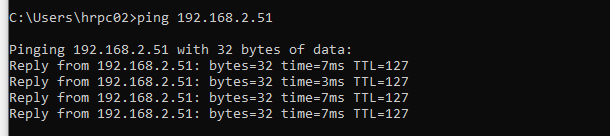 C:\Users\hrpc02>ping 192.168.2.51
Pinging 192.168.2.51 with 32 bytes of data:
Reply from 192.168.2.51: bytes=32 time=7ms TTL=127
Reply from 192.168.2.51: bytes=32 time=3ms TTL=127
Reply from 192.168.2.51: bytes=32 time=7ms TTL=127
Reply from 192.168.2.51: bytes=32 time=7ms TTL=127